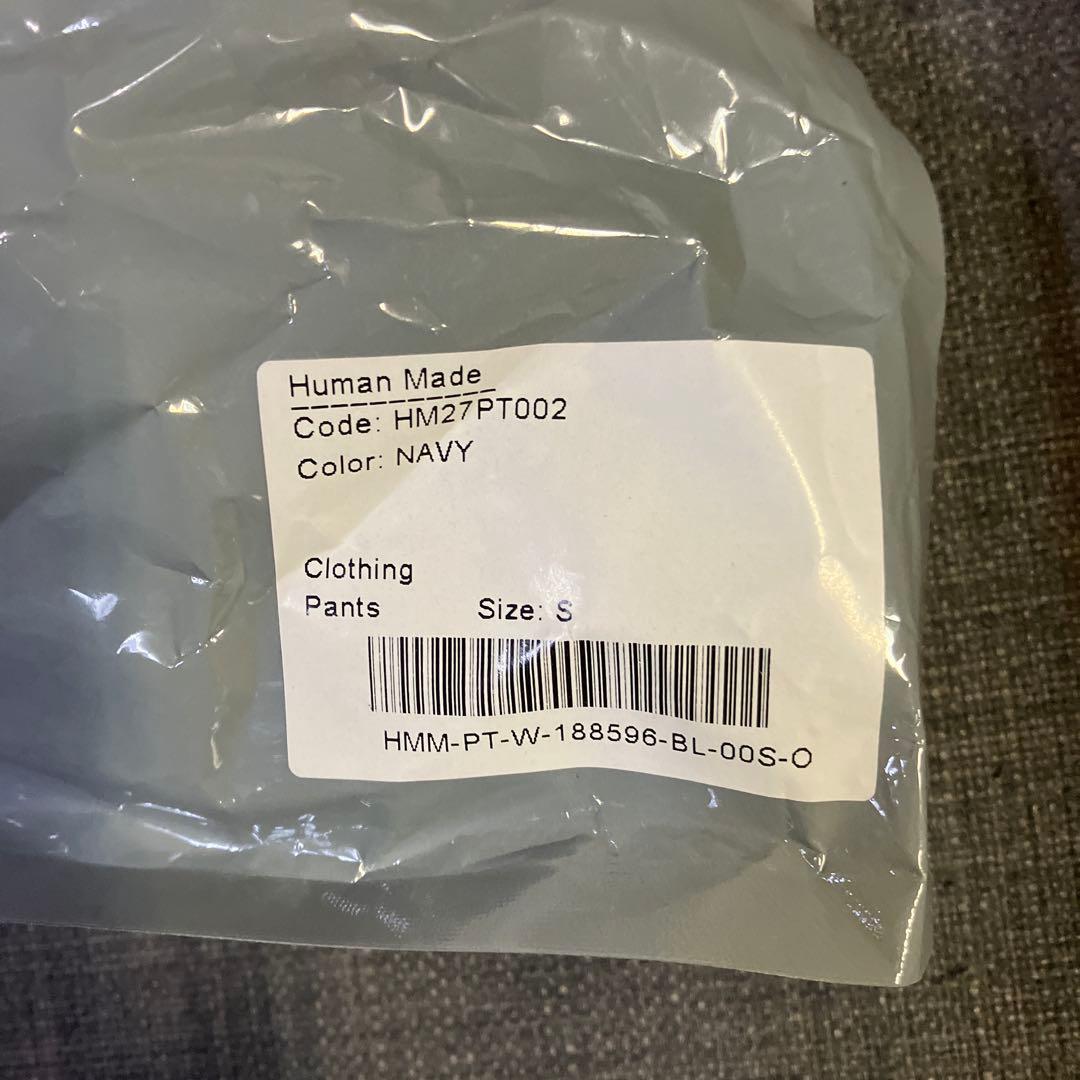 Human Made
Code: HM27PT002
Color: NAVY
Clothing
Pants Size: S
HMM-PT-W-188596-BL-00S-O